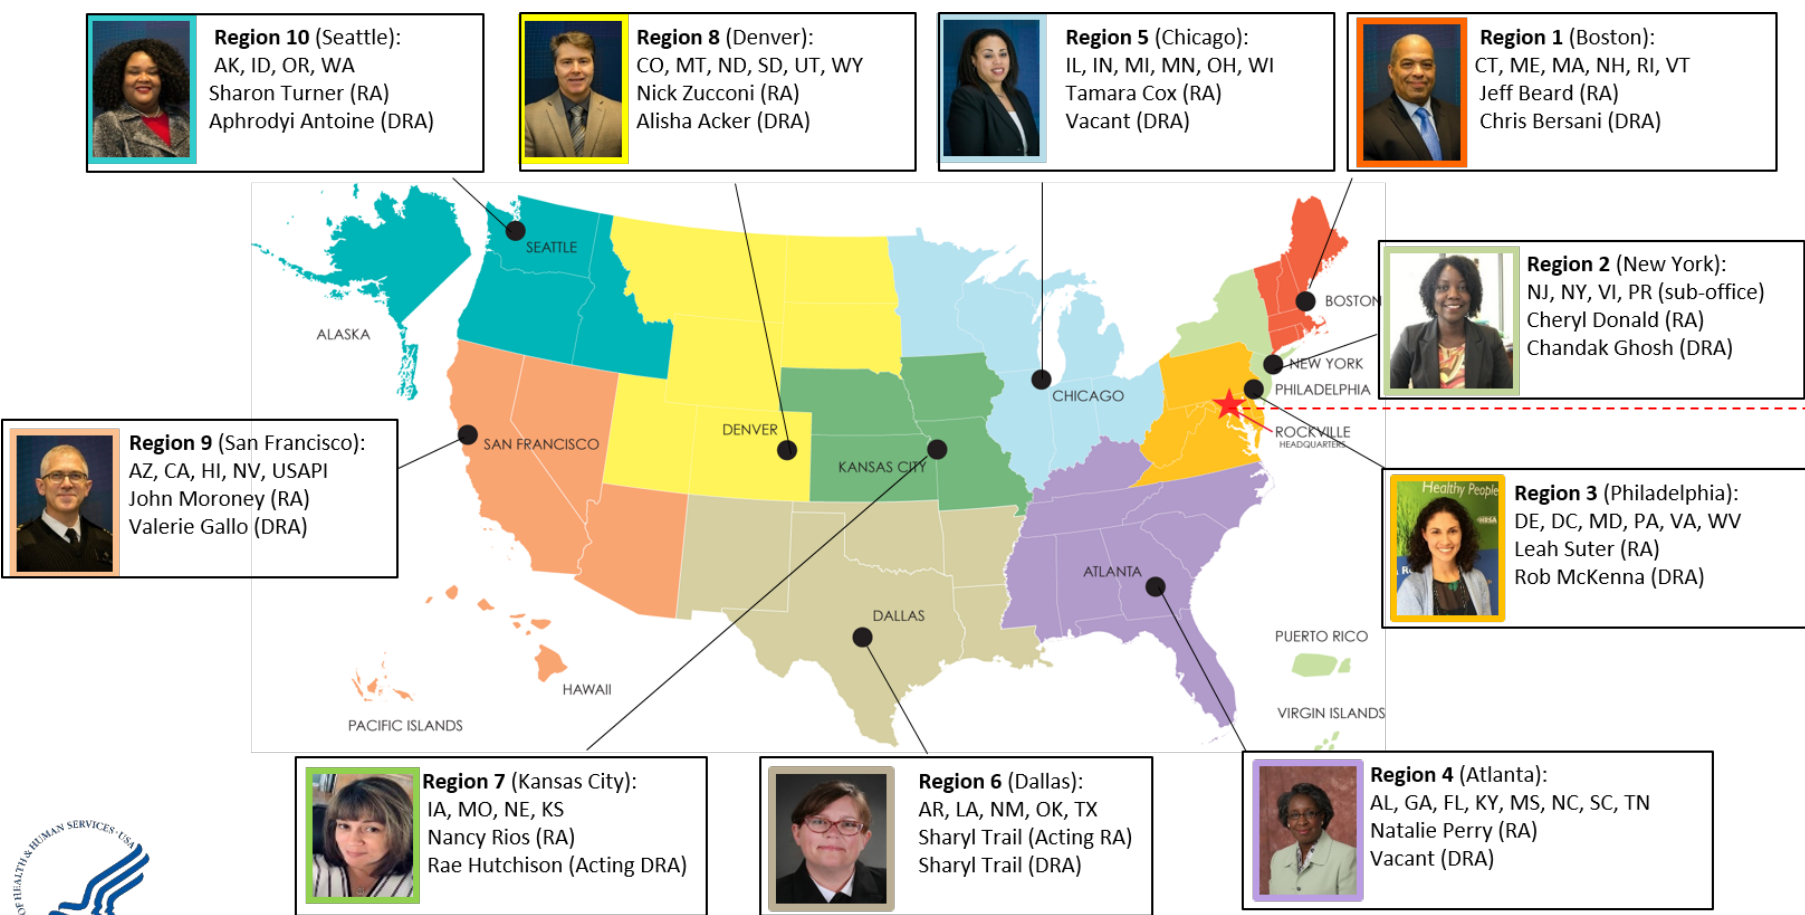 Region 10 (Seattle):
AK, ID, OR, WA
Sharon Turner (RA)
Aphrodyi Antoine (DRA)
Region 8 (Denver):
CO, MT, ND, SD, UT, WY
Nick Zucconi (RA)
Alisha Acker (DRA)
Region 5 (Chicago):
IL, IN, MI, MN, OH, WI
Tamara Cox (RA)
Vacant (DRA)
Region 1 (Boston):
CT, ME, MA, NH, RI, VT
Jeff Beard (RA)
Chris Bersani (DRA)
Region 2 (New York):
NJ, NY, VI, PR (sub-office)
Cheryl Donald (RA)
Chandak Ghosh (DRA)
SEATTLE
ALASKA
BOSTON
NEW YORK
PHILADELPHIA
CHICAGO
DENVER
ROCKVILLE
HEADQUARTERS
SAN FRANCISCO
KANSAS CITY
Region 9 (San Francisco):
AZ, CA, HI, NV, USAPI
John Moroney (RA)
Valerie Gallo (DRA)
Healthy People
HRSA
Region 3 (Philadelphia):
DE, DC, MD, PA, VA, WV
Leah Suter (RA)
Rob McKenna (DRA)
ATLANTA
DALLAS
PUERTO RICO
HAWAII
PACIFIC ISLANDS
VIRGIN ISLANDS
Region 7 (Kansas City):
IA, MO, NE, KS
Nancy Rios (RA)
Rae Hutchison (Acting DRA)
Region 6 (Dallas):
AR, LA, NM, OK, TX
Sharyl Trail (Acting RA)
Sharyl Trail (DRA)
Region 4 (Atlanta):
AL, GA, FL, KY, MS, NC, SC, TN
Natalie Perry (RA)
Vacant (DRA)
OF HEALTH & HUMAN SERVICES · USA